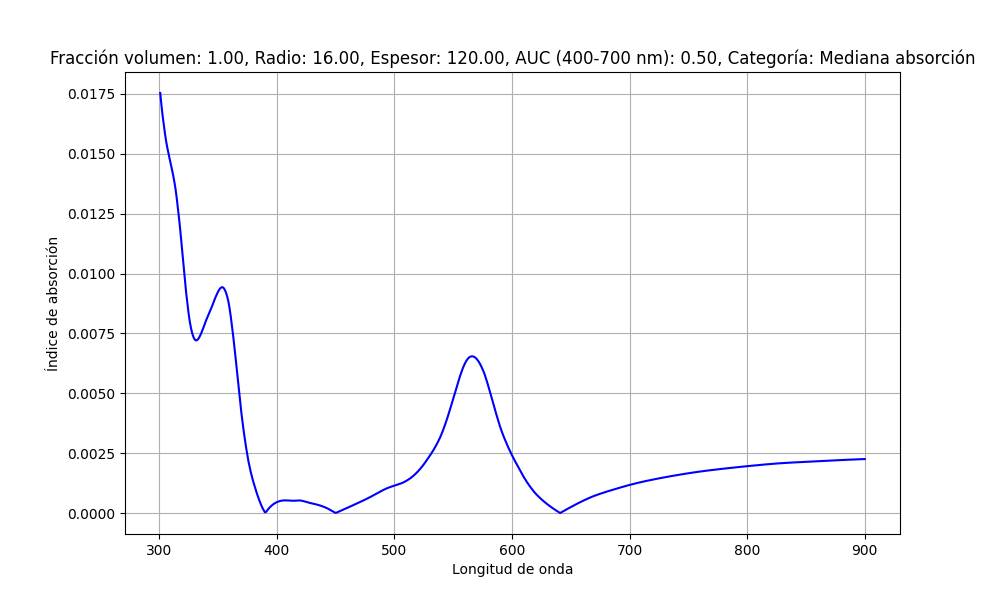 Fracción volumen: 1.00, Radio: 16.00, Espesor: 120.00, AUC (400-700 nm): 0.50, Categoría: Mediana absorción
0.0175
0.0150
0.0125
0.0100
0.0075
0.0050
0.0025
0.0000
Índice de absorción
300 400 500 600 700 800 900
Longitud de onda